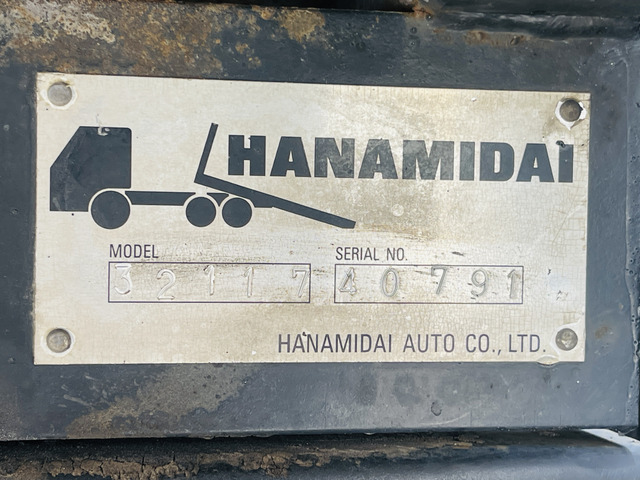 HANAMIDAI
MODEL SERIAL NO.
32117 40791
HANAMIDAI AUTO CO., LTD.